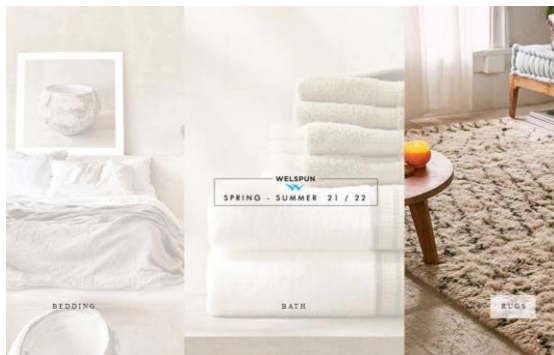 WELSPUN
SPRING - SUMMER 21 / 22
BEDDING
BATH
RUGS